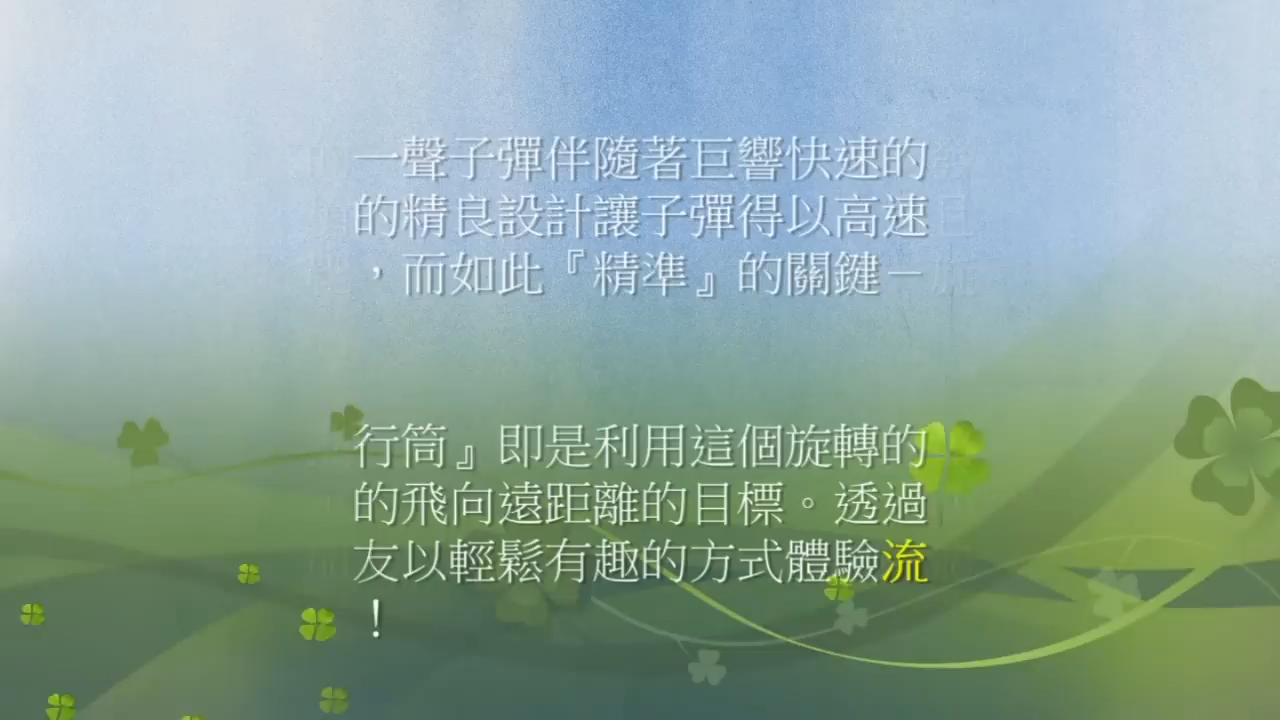 一聲子彈伴隨著巨響快速的
的精良設計讓子彈得以高速
，而如此『精準』的關鍵－
行筒』即是利用這個旋轉的
的飛向遠距離的目標。透過
友以輕鬆有趣的方式體驗流
！